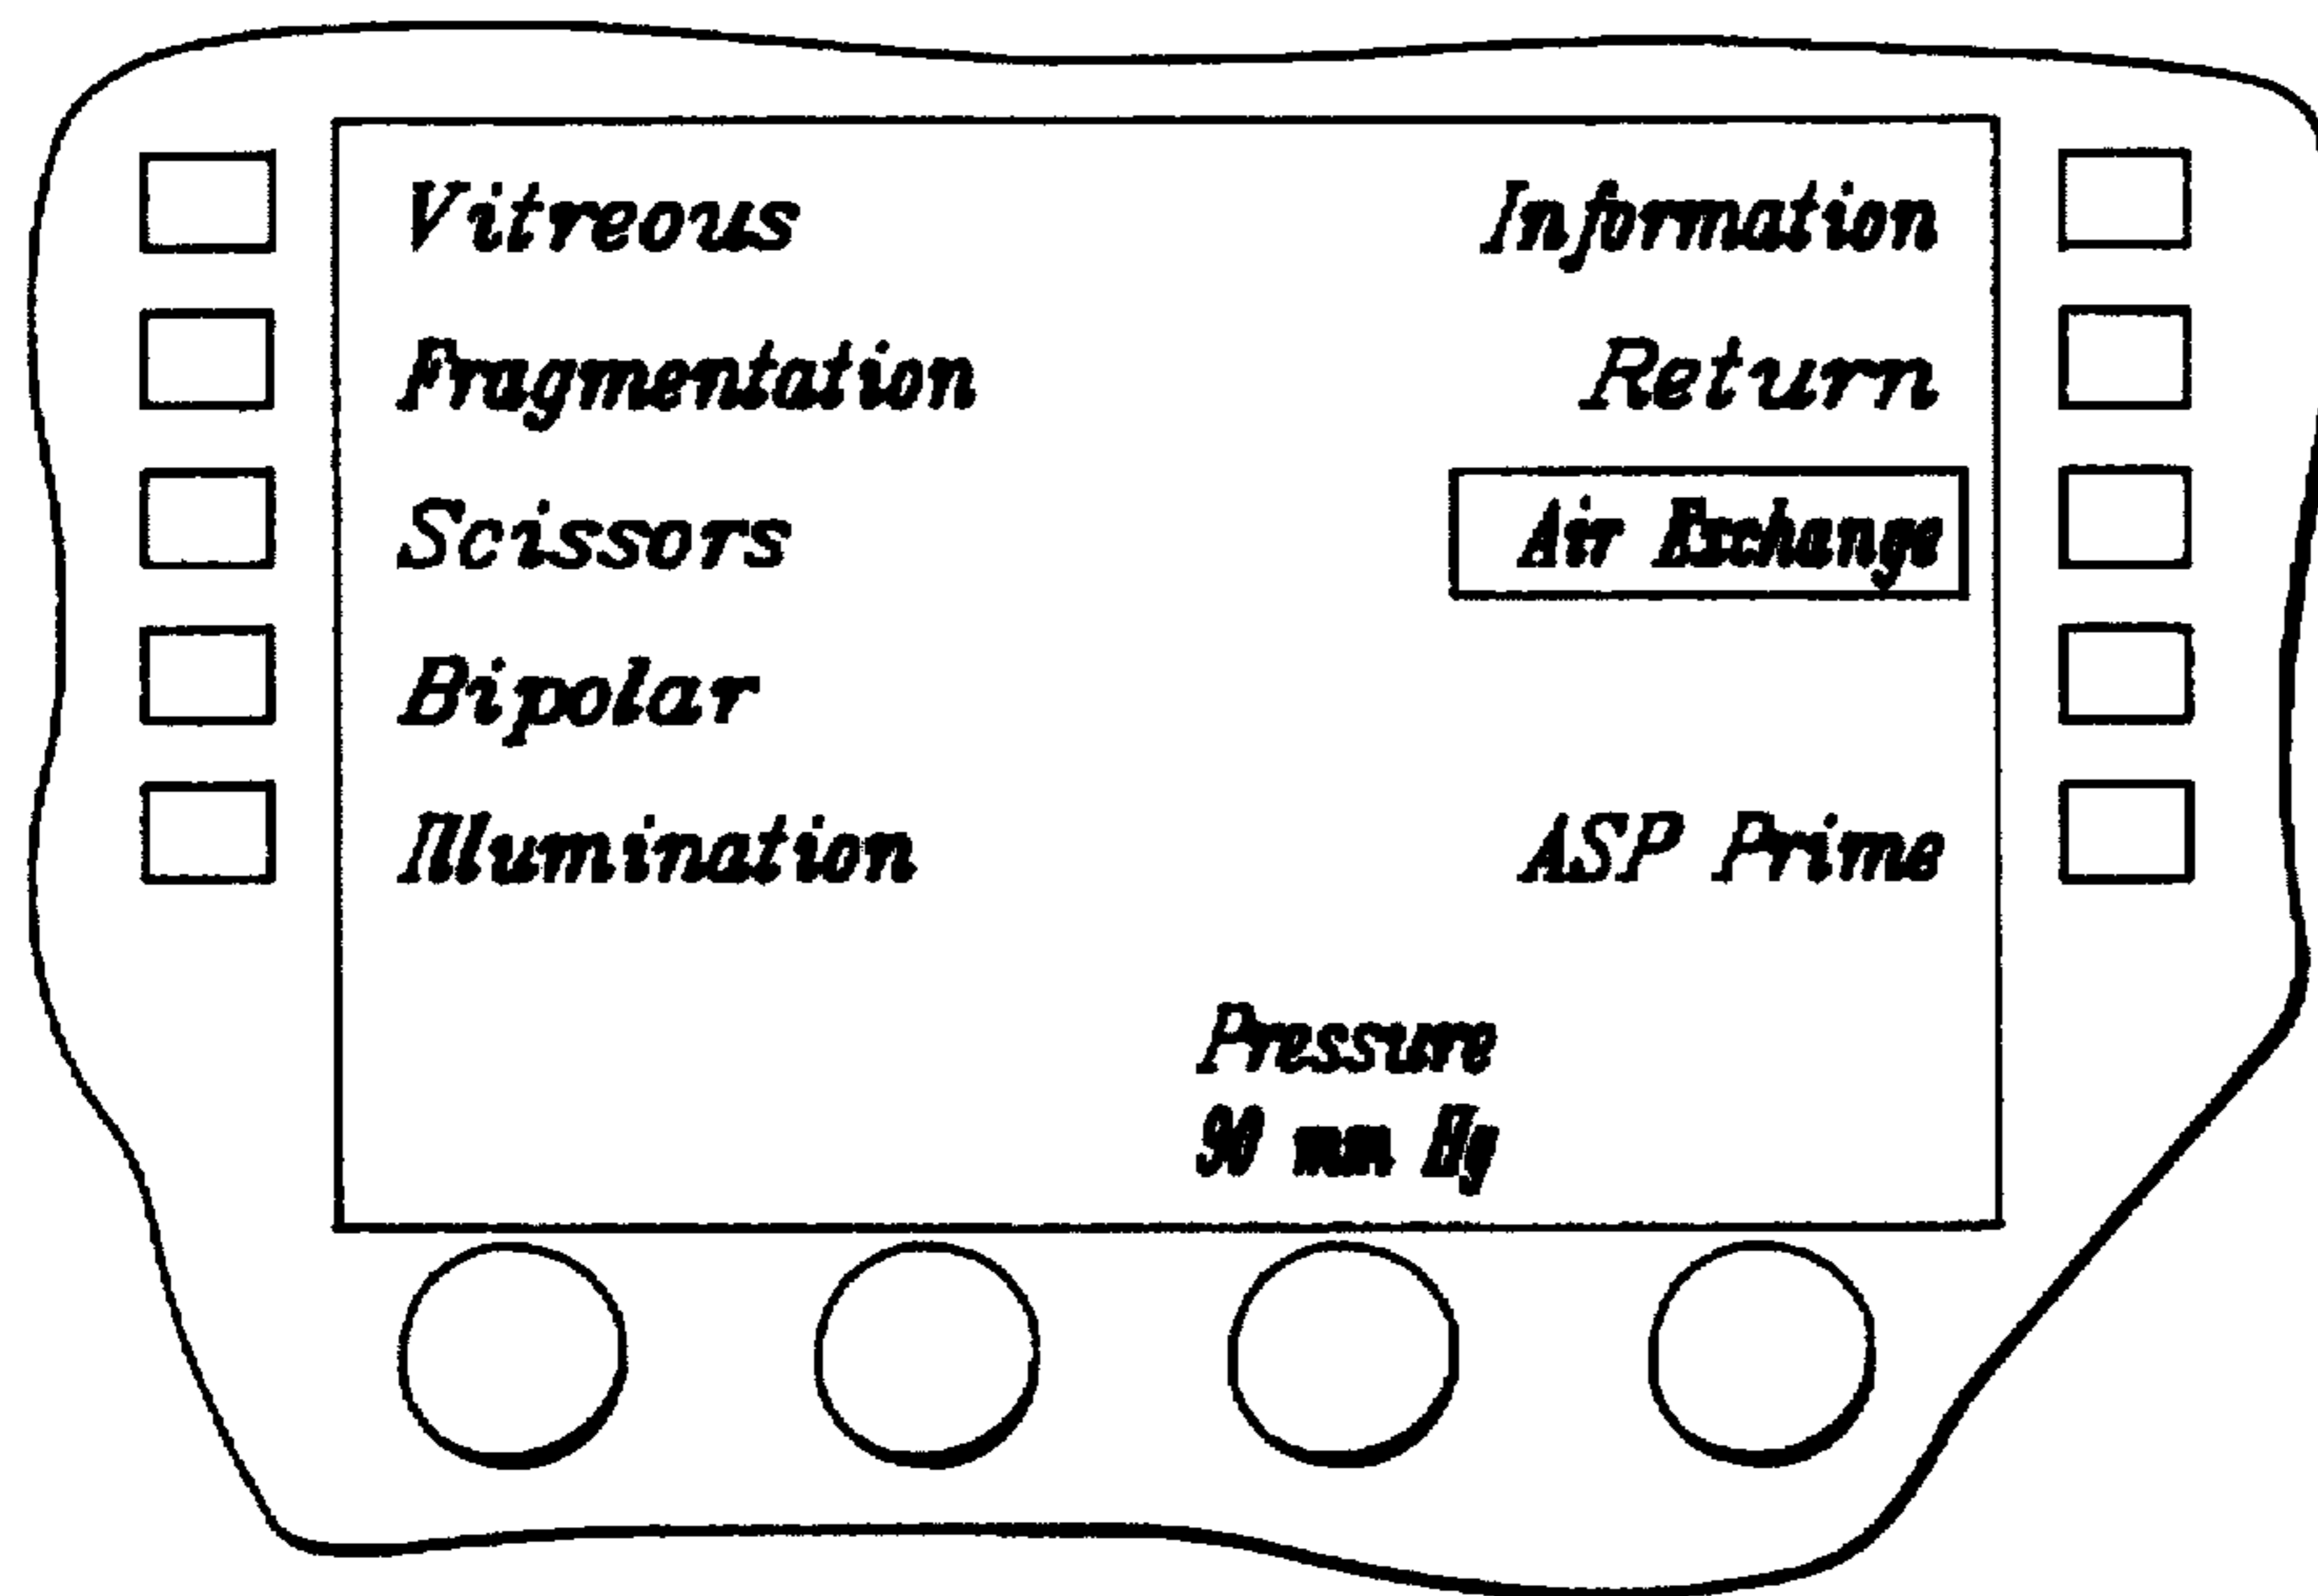 Vitreous
Information
Fragmentation
Return
Scissors
Air Exchange
Bipolar
Illumination
ASP Prime
Pressure
90 mm Hg